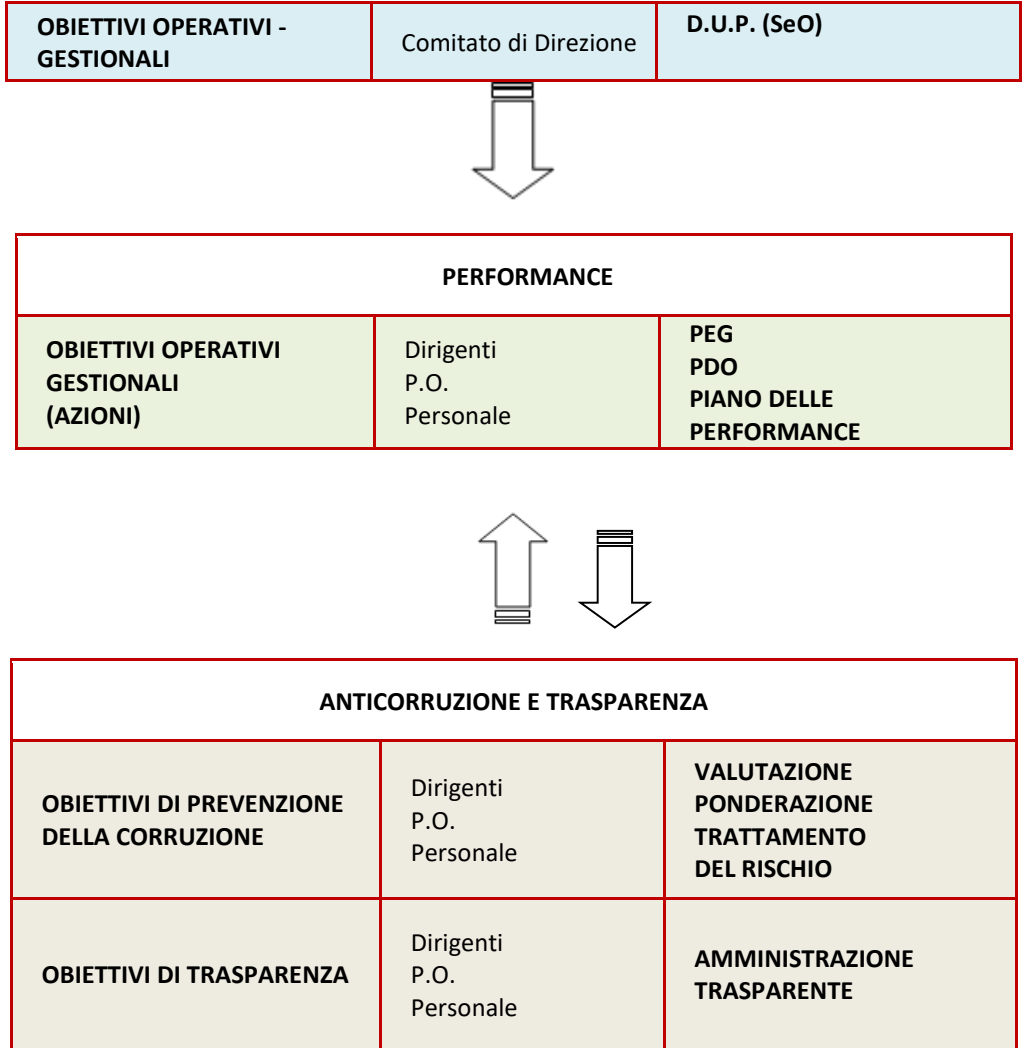 OBIETTIVI OPERATIVI -
GESTIONALI
Comitato di Direzione
D.U.P. (SeO)
PERFORMANCE
OBIETTIVI OPERATIVI
GESTIONALI
(AZIONI)
Dirigenti
P.O.
Personale
PEG
PDO
PIANO DELLE
PERFORMANCE
ANTICORRUZIONE E TRASPARENZA
OBIETTIVI DI PREVENZIONE
DELLA CORRUZIONE
Dirigenti
P.O.
Personale
VALUTAZIONE
PONDERAZIONE
TRATTAMENTO
DEL RISCHIO
OBIETTIVI DI TRASPARENZA
Dirigenti
P.O.
Personale
AMMINISTRAZIONE
TRASPARENTE